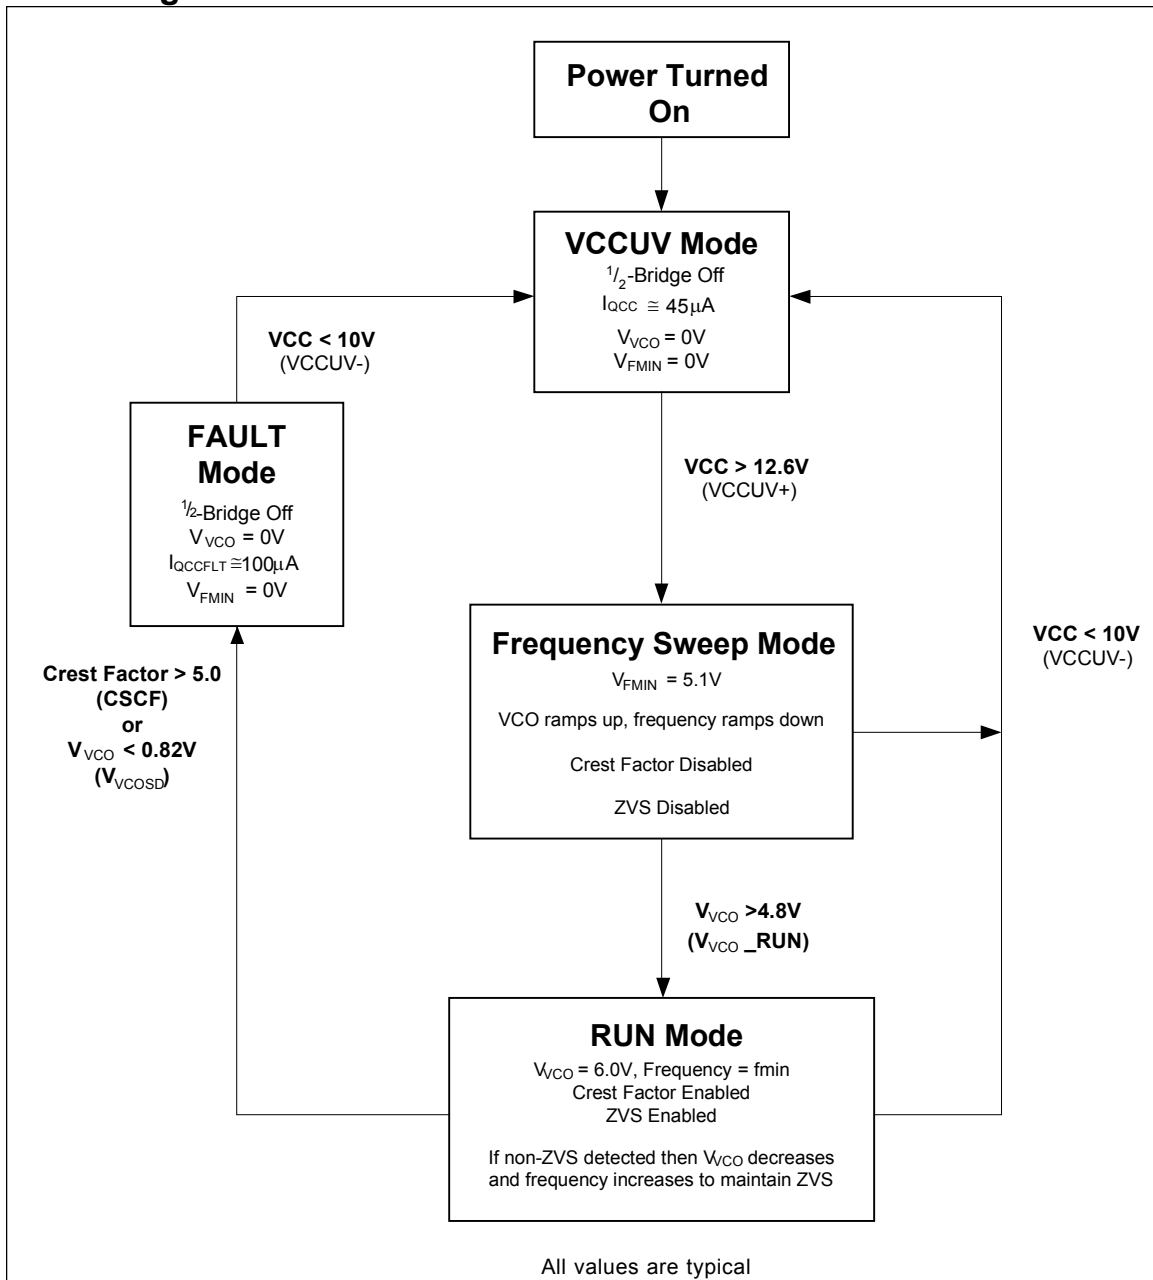 Power Turned
On
VCCUV Mode
1/2-Bridge Off
IQCC ≅ 45μA
VVCO = 0V
VFMIN = 0V
VCC < 10V
(VCCUV-)
FAULT
Mode
1/2-Bridge Off
VVCO = 0V
IQCCFLT ≅100μA
VFMIN = 0V
VCC > 12.6V
(VCCUV+)
Frequency Sweep Mode
VFMIN = 5.1V
VCO ramps up, frequency ramps down
Crest Factor Disabled
ZVS Disabled
VCC < 10V
(VCCUV-)
Crest Factor > 5.0
(CSCF)
or
VVCO < 0.82V
(VVCOSD)
VVCO >4.8V
(VVCO _RUN)
RUN Mode
VVCO = 6.0V, Frequency = fmin
Crest Factor Enabled
ZVS Enabled
If non-ZVS detected then VVCO decreases
and frequency increases to maintain ZVS
All values are typical